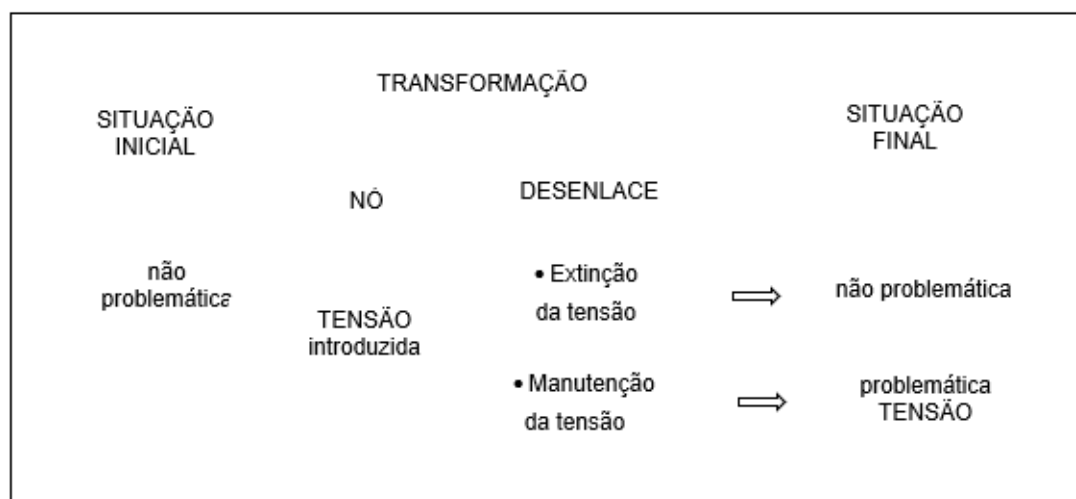 TRANSFORMAÇÃO
SITUAÇÃO
INICIAL
SITUAÇÃO
FINAL
NÓ
DESENLACE
não
problemática
• Extinção
da tensão
não problemática
TENSÃO
introduzida
• Manutenção
da tensão
problemática
TENSÃO